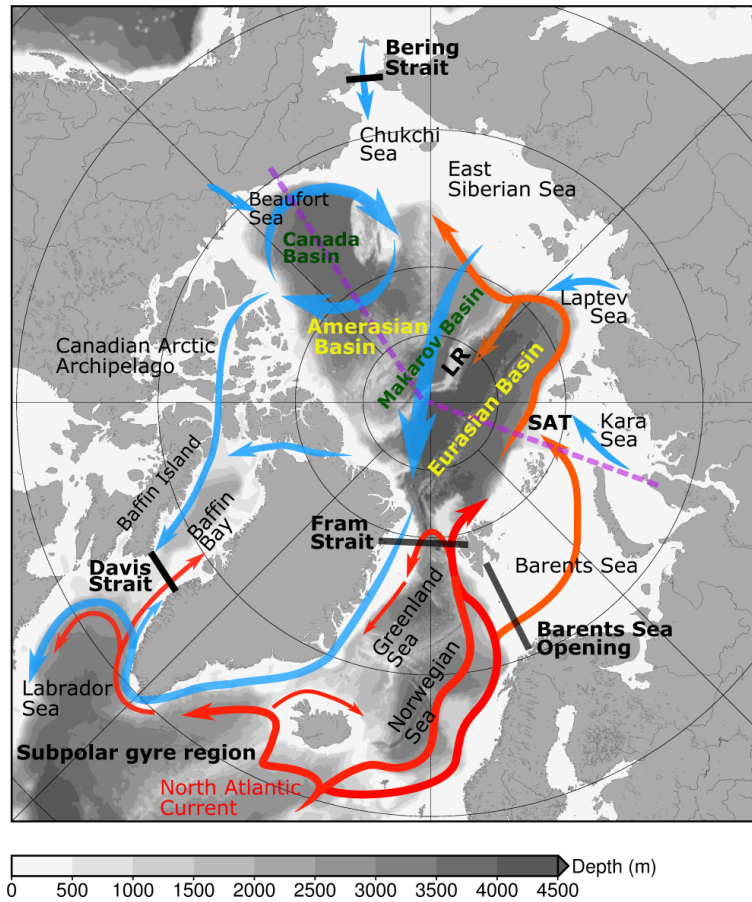 Bering
Strait
Chukchi
Sea
East
Siberian Sea
Beaufort
Sea
Canada
Basin
Laptev
Sea
Amerasian
Basin
Makarov Basin
LR
Canadian Arctic
Archipelago
Eurasian Basin
SAT
Kara
Sea
Baffin Island
Baffin
Bay
Fram
Strait
Davis
Strait
Barents Sea
Greenland
Sea
Barents Sea
Opening
Norwegian
Sea
Labrador
Sea
Subpolar gyre region
North Atlantic
Current
Depth (m)
0 500 1000 1500 2000 2500 3000 3500 4000 4500